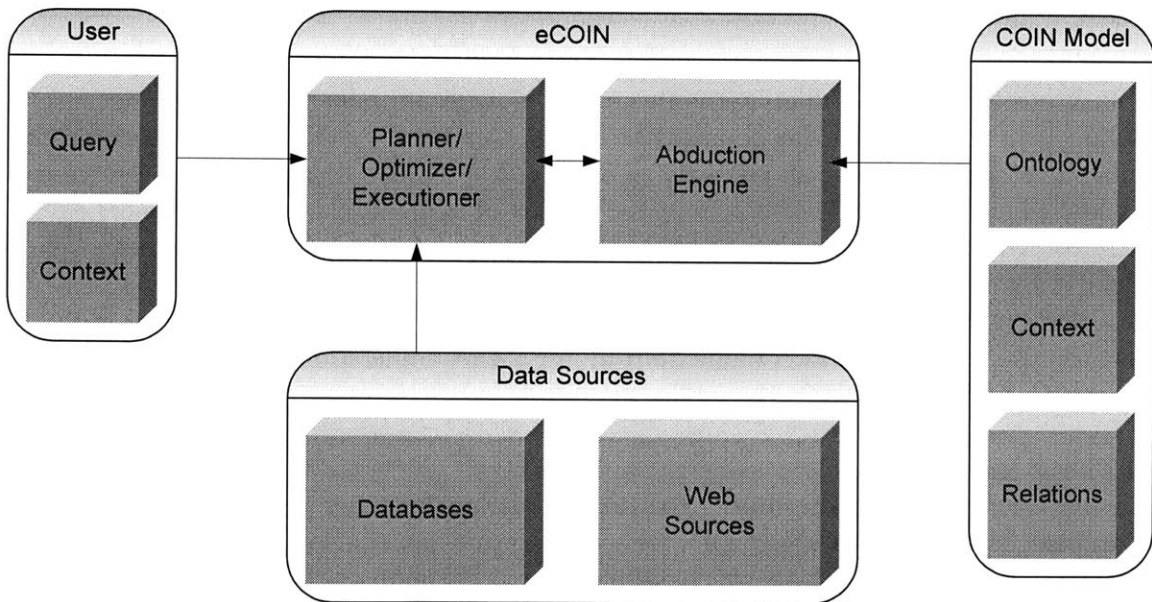 User
Query
Context
eCOIN
Planner/
Optimizer/
Executioner
Abduction
Engine
COIN Model
Ontology
Context
Relations
Data Sources
Databases
Web
Sources